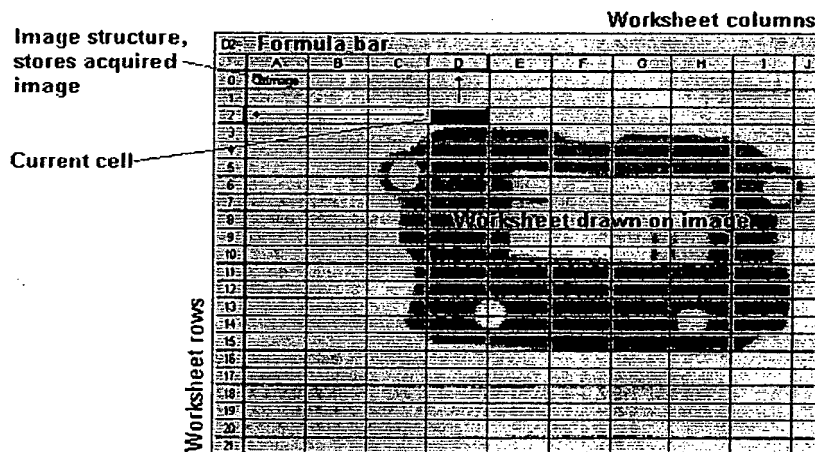 Worksheet columns
Image structure,
stores acquired
image
D2= Formula bar
A B C D E F G H I J
0 Image
1
2
Current cell
3
4
5
6
7
8 Worksheet drawn on image
9
10
11
12
13
14
15
16
17
18
19
20
21
Worksheet rows